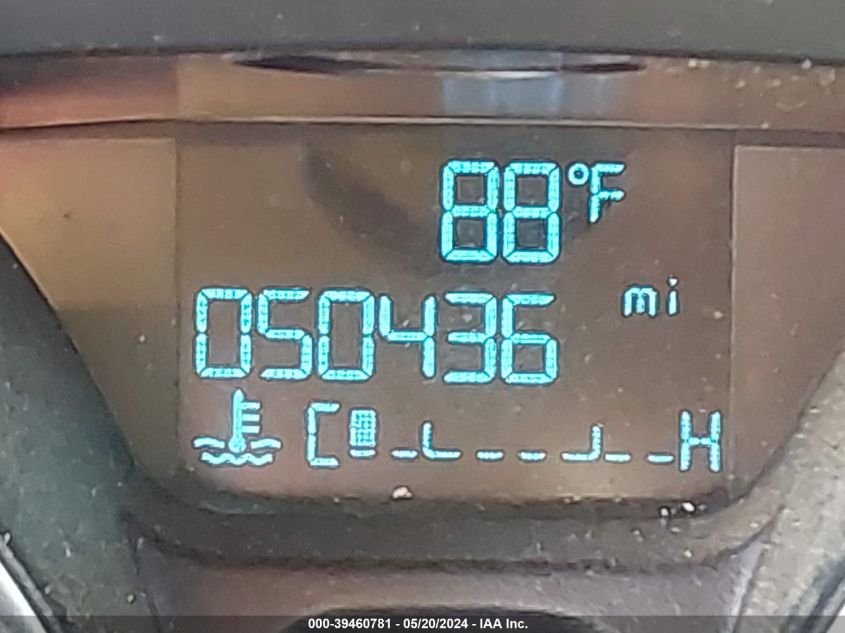 88°F
050436 mi
C H
000-39460781 - 05/20/2024 - IAA Inc.